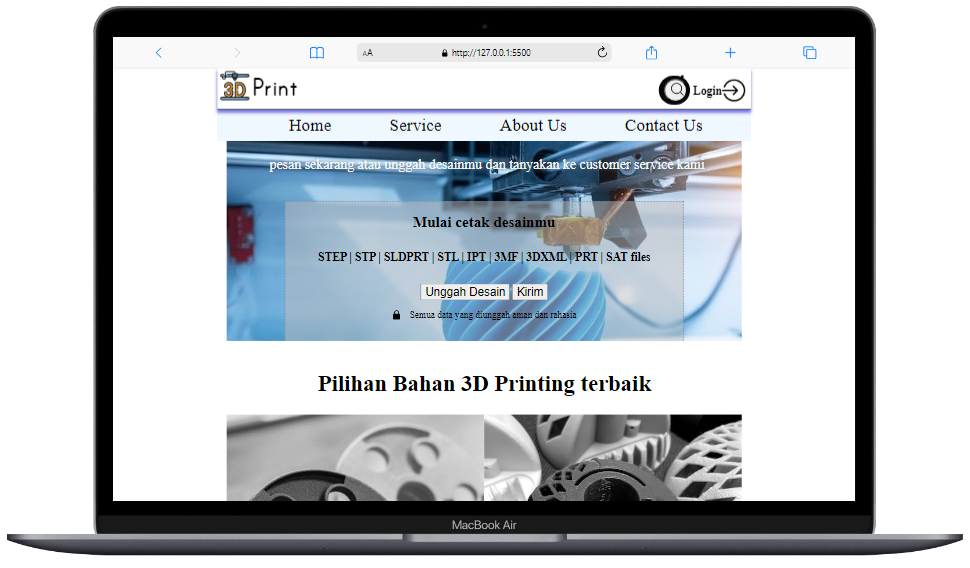 AA http://127.0.0.1:5500
3D Print
Login
Home Service About Us Contact Us
pesan sekarang atau unggah desainmu dan tanyakan ke customer service kami
Mulai cetak desainmu
STEP | STP | SLDPRT | STL | IPT | 3MF | 3DXML | PRT | SAT files
Unggah Desain Kirim
Semua data yang diunggah aman dan rahasia
Pilihan Bahan 3D Printing terbaik
MacBook Air